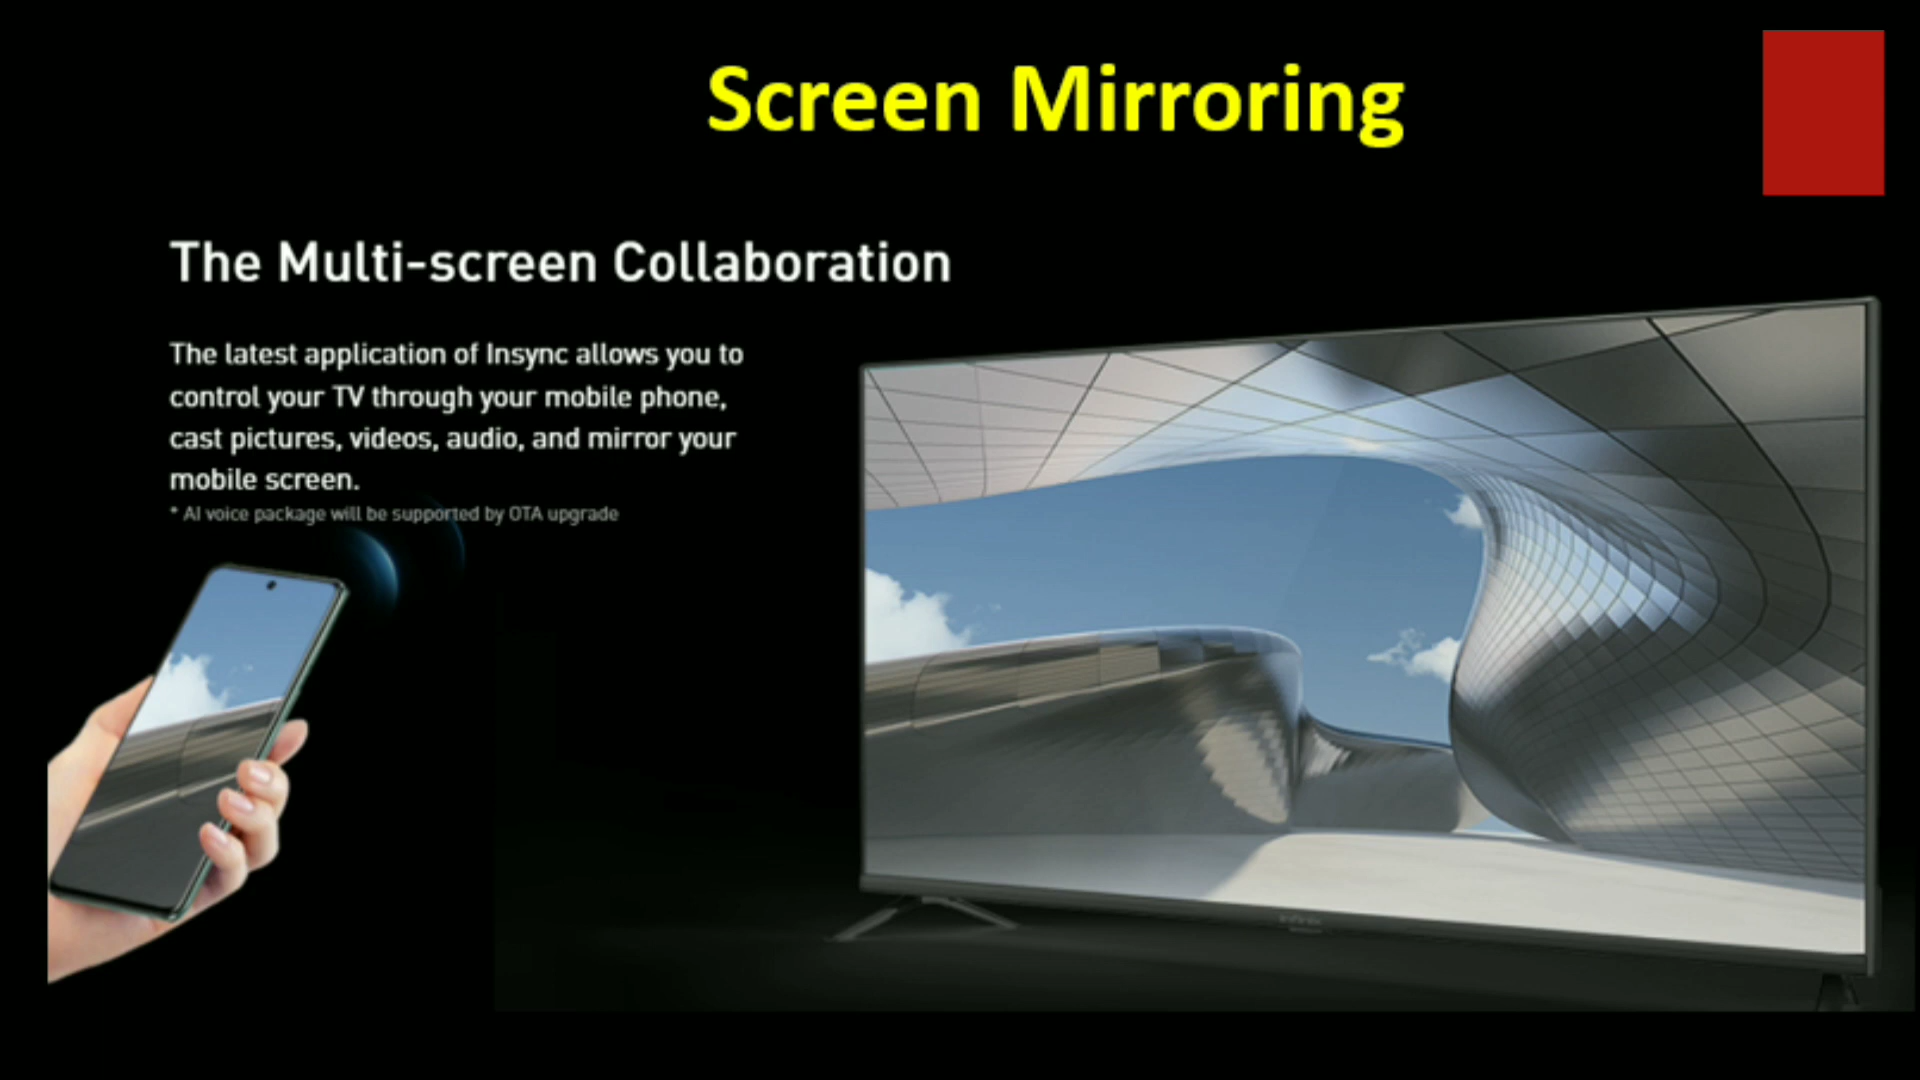 Screen Mirroring
The Multi-screen Collaboration
The latest application of Insync allows you to
control your TV through your mobile phone,
cast pictures, videos, audio, and mirror your
mobile screen.
* AI voice package will be supported by OTA upgrade